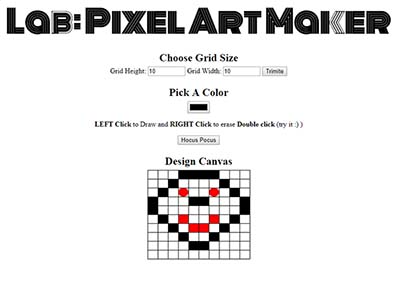 Lab: Pixel Art Maker
Choose Grid Size
Grid Height: 10 Grid Width: 10 Trimite
Pick A Color
LEFT Click to Draw and RIGHT Click to erase Double click (try it :) )
Hocus Pocus
Design Canvas